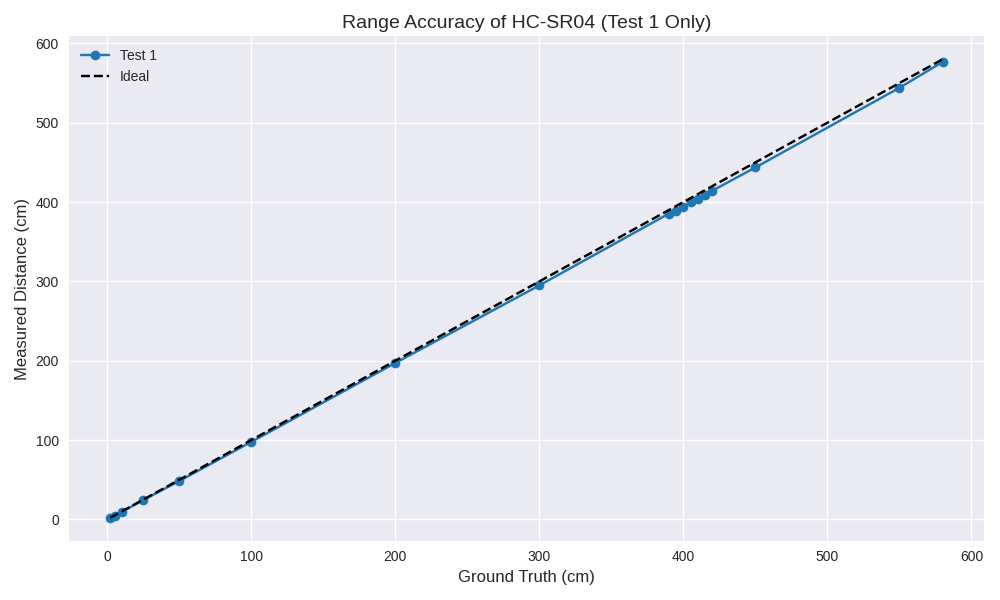 Range Accuracy of HC-SR04 (Test 1 Only)
Test 1
Ideal
Measured Distance (cm)
600
500
400
300
200
100
0
0 100 200 300 400 500 600
Ground Truth (cm)